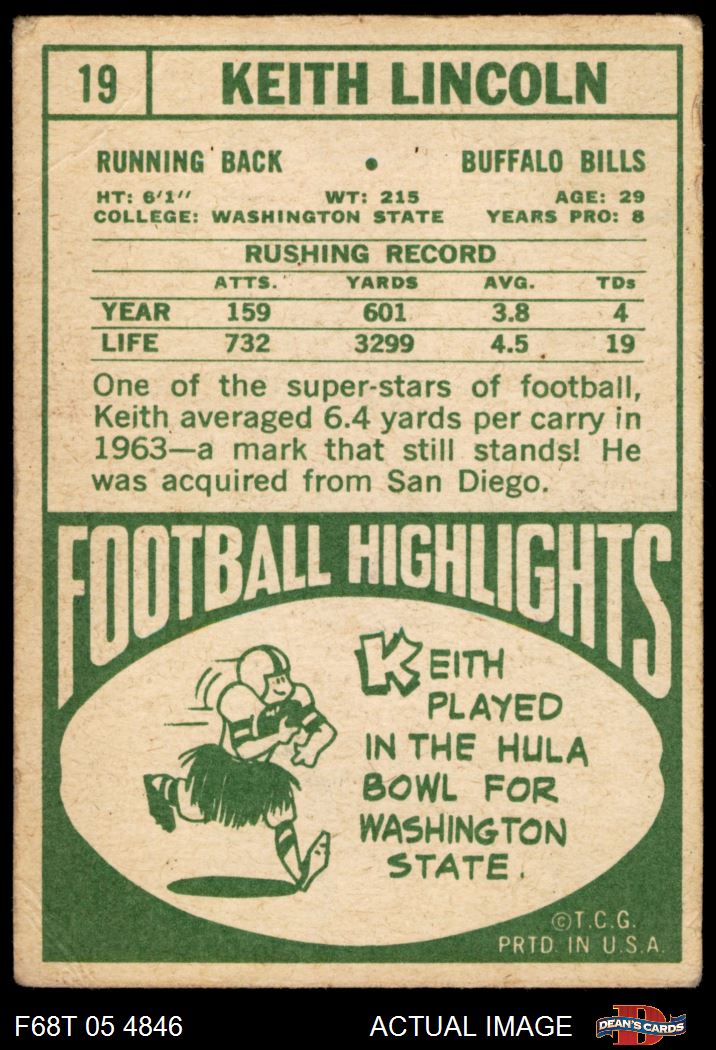 19 KEITH LINCOLN
RUNNING BACK • BUFFALO BILLS
HT: 6'1'' WT: 215 AGE: 29
COLLEGE: WASHINGTON STATE YEARS PRO: 8
RUSHING RECORD
ATTS. YARDS AVG. TDs
YEAR 159 601 3.8 4
LIFE 732 3299 4.5 19
One of the super-stars of football,
Keith averaged 6.4 yards per carry in
1963—a mark that still stands! He
was acquired from San Diego.
FOOTBALL HIGHLIGHTS
KEITH
PLAYED
IN THE HULA
BOWL FOR
WASHINGTON
STATE.
©T.C.G.
PRTD. IN U.S.A.
F68T 05 4846 ACTUAL IMAGE D DEAN'S CARDS